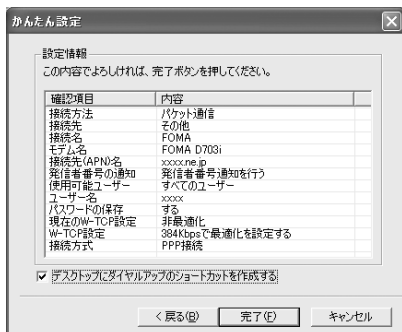 かんたん設定
設定情報
この内容でよろしければ、完了ボタンを押してください。
確認項目 内容
接続方法 パケット通信
接続先 その他
接続名 FOMA
モデム名 FOMA D703i
接続先(APN)名 xxxx.ne.jp
発信者番号の通知 発信者番号通知を行う
使用可能ユーザー すべてのユーザー
ユーザー名 xxxx
パスワードの保存 する
現在のW-TCP設定 非最適化
W-TCP設定 384Kbpsで最適化を設定する
接続方式 PPP接続
デスクトップにダイヤルアップのショートカットを作成する
< 戻る(B) 完了(F) キャンセル